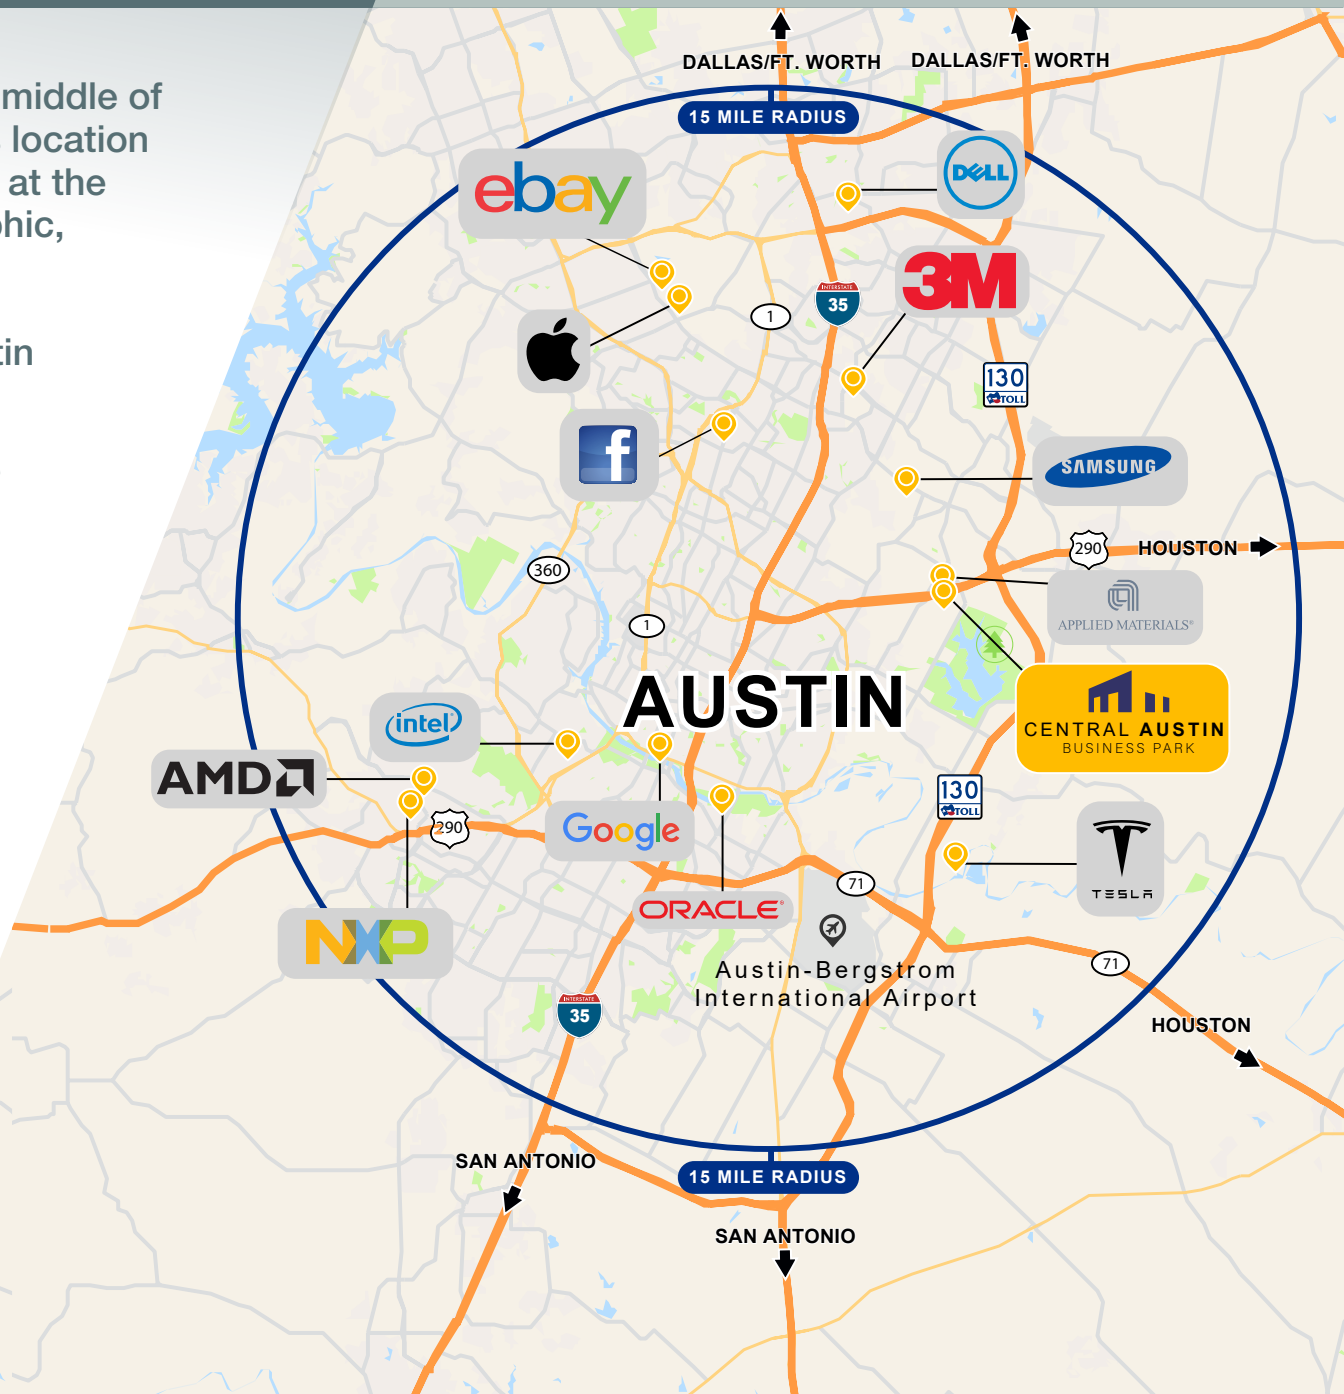 DALLAS/FT. WORTH
DALLAS/FT. WORTH
middle of
location
at the
phic,
tin
15 MILE RADIUS
DELL
ebay
3M
INTERSTATE
35
1
130
TOLL
f
SAMSUNG
290
HOUSTON
360
APPLIED MATERIALS®
1
AUSTIN
CENTRAL AUSTIN
BUSINESS PARK
intel
AMD
130
TOLL
290
Google
TESLA
71
ORACLE®
NXP
Austin-Bergstrom
International Airport
71
INTERSTATE
35
HOUSTON
SAN ANTONIO
15 MILE RADIUS
SAN ANTONIO